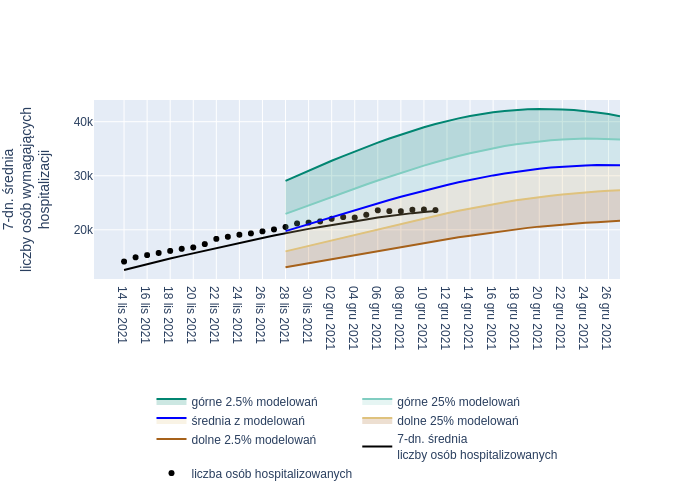 7-dn. średnia
liczby osób wymagających
hospitalizacji
40k
30k
20k
14 lis 2021
16 lis 2021
18 lis 2021
20 lis 2021
22 lis 2021
24 lis 2021
26 lis 2021
28 lis 2021
30 lis 2021
02 gru 2021
04 gru 2021
06 gru 2021
08 gru 2021
10 gru 2021
12 gru 2021
14 gru 2021
16 gru 2021
18 gru 2021
20 gru 2021
22 gru 2021
24 gru 2021
26 gru 2021
górne 2.5% modelowań
górne 25% modelowań
średnia z modelowań
dolne 25% modelowań
dolne 2.5% modelowań
7-dn. średnia
liczby osób hospitalizowanych
liczba osób hospitalizowanych